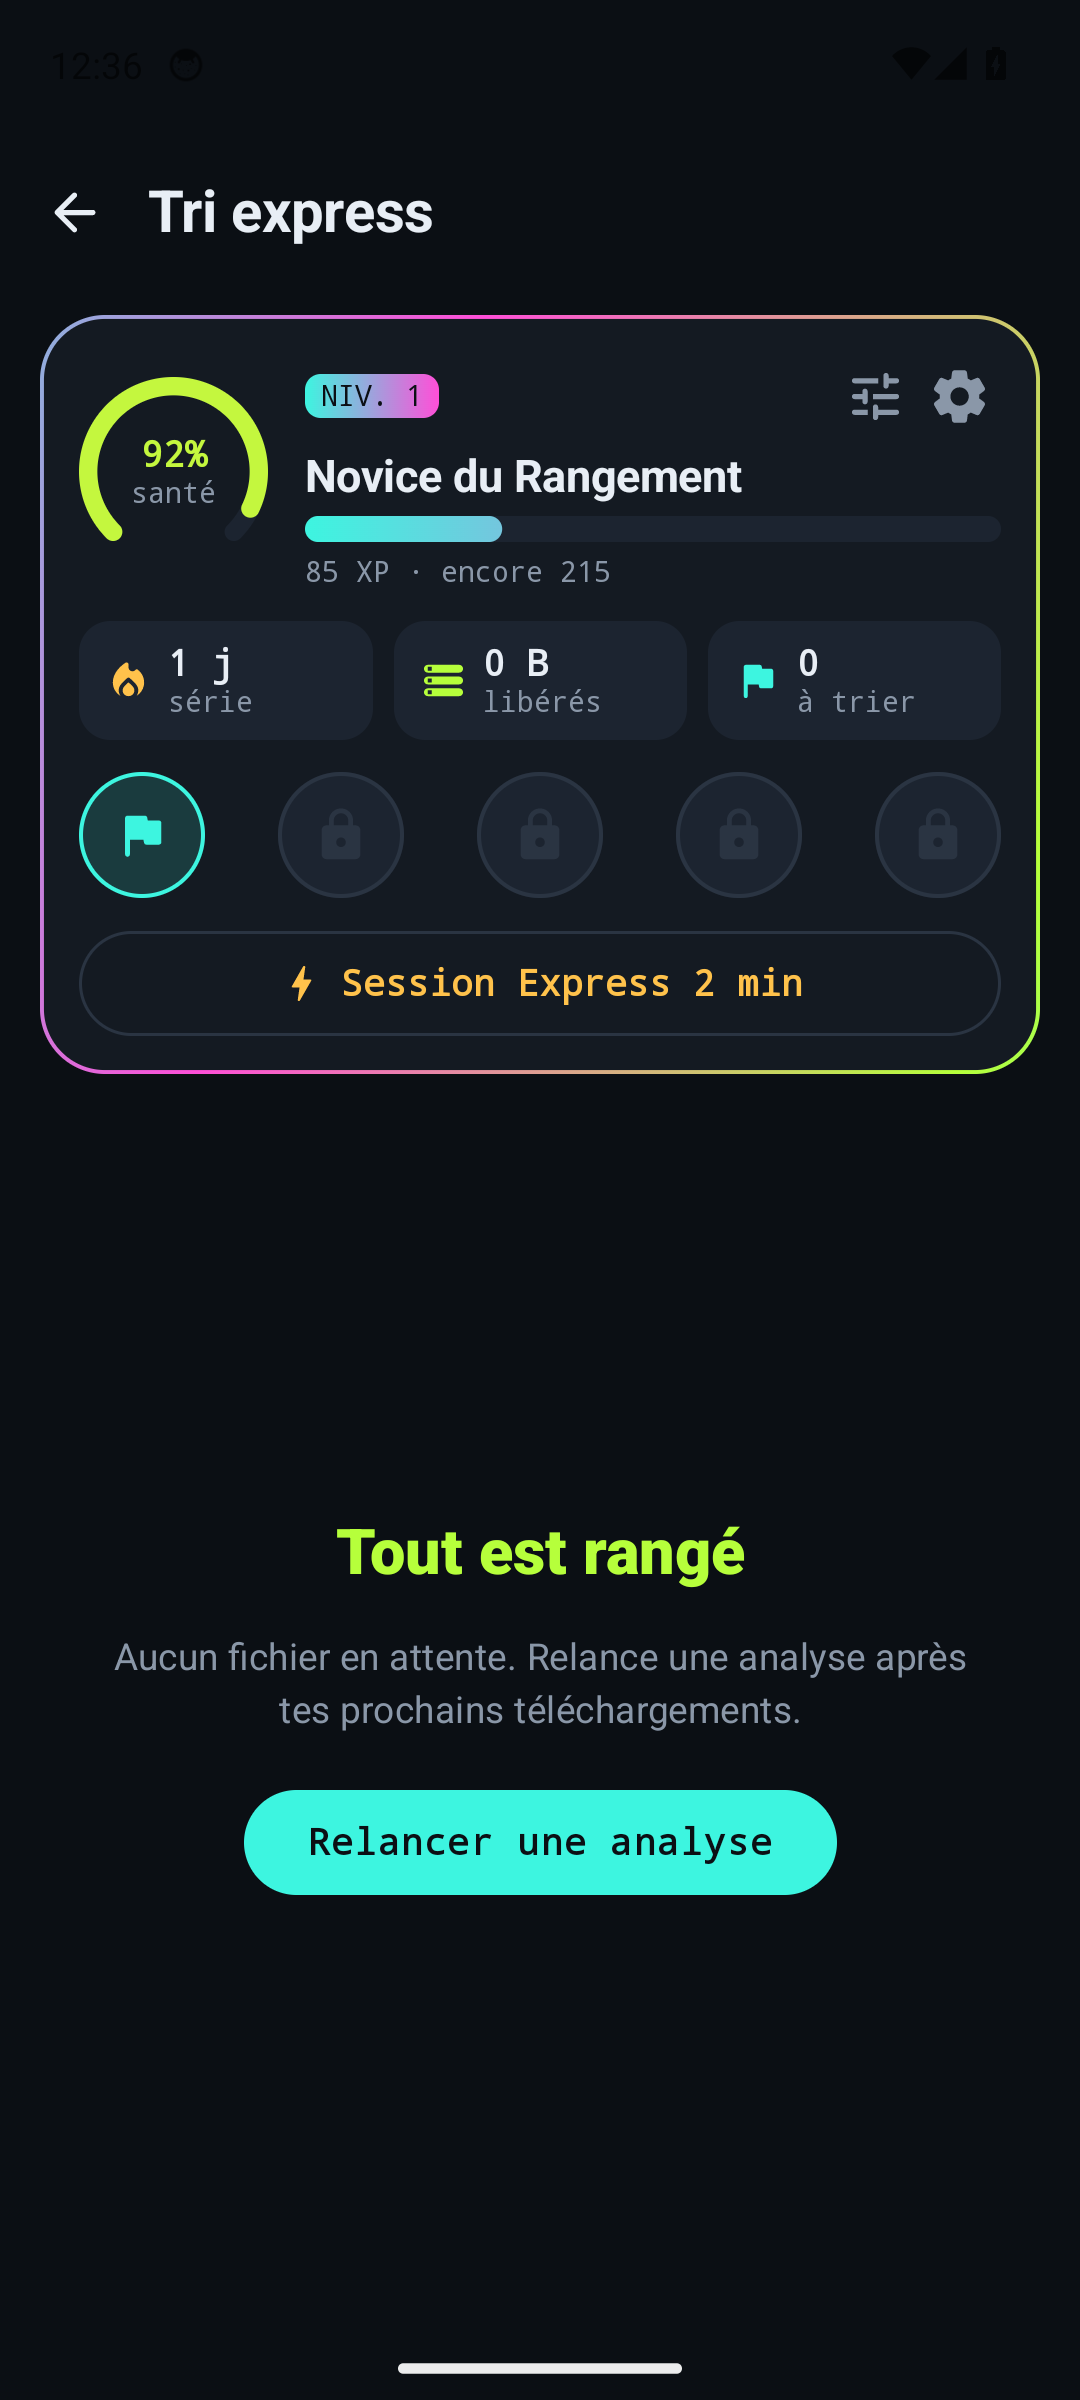 12:36
Tri express
92%
santé
NIV. 1
Novice du Rangement
85 XP · encore 215
1 j
série
0 B
libérés
0
à trier
Session Express 2 min
Tout est rangé
Aucun fichier en attente. Relance une analyse après
tes prochains téléchargements.
Relancer une analyse